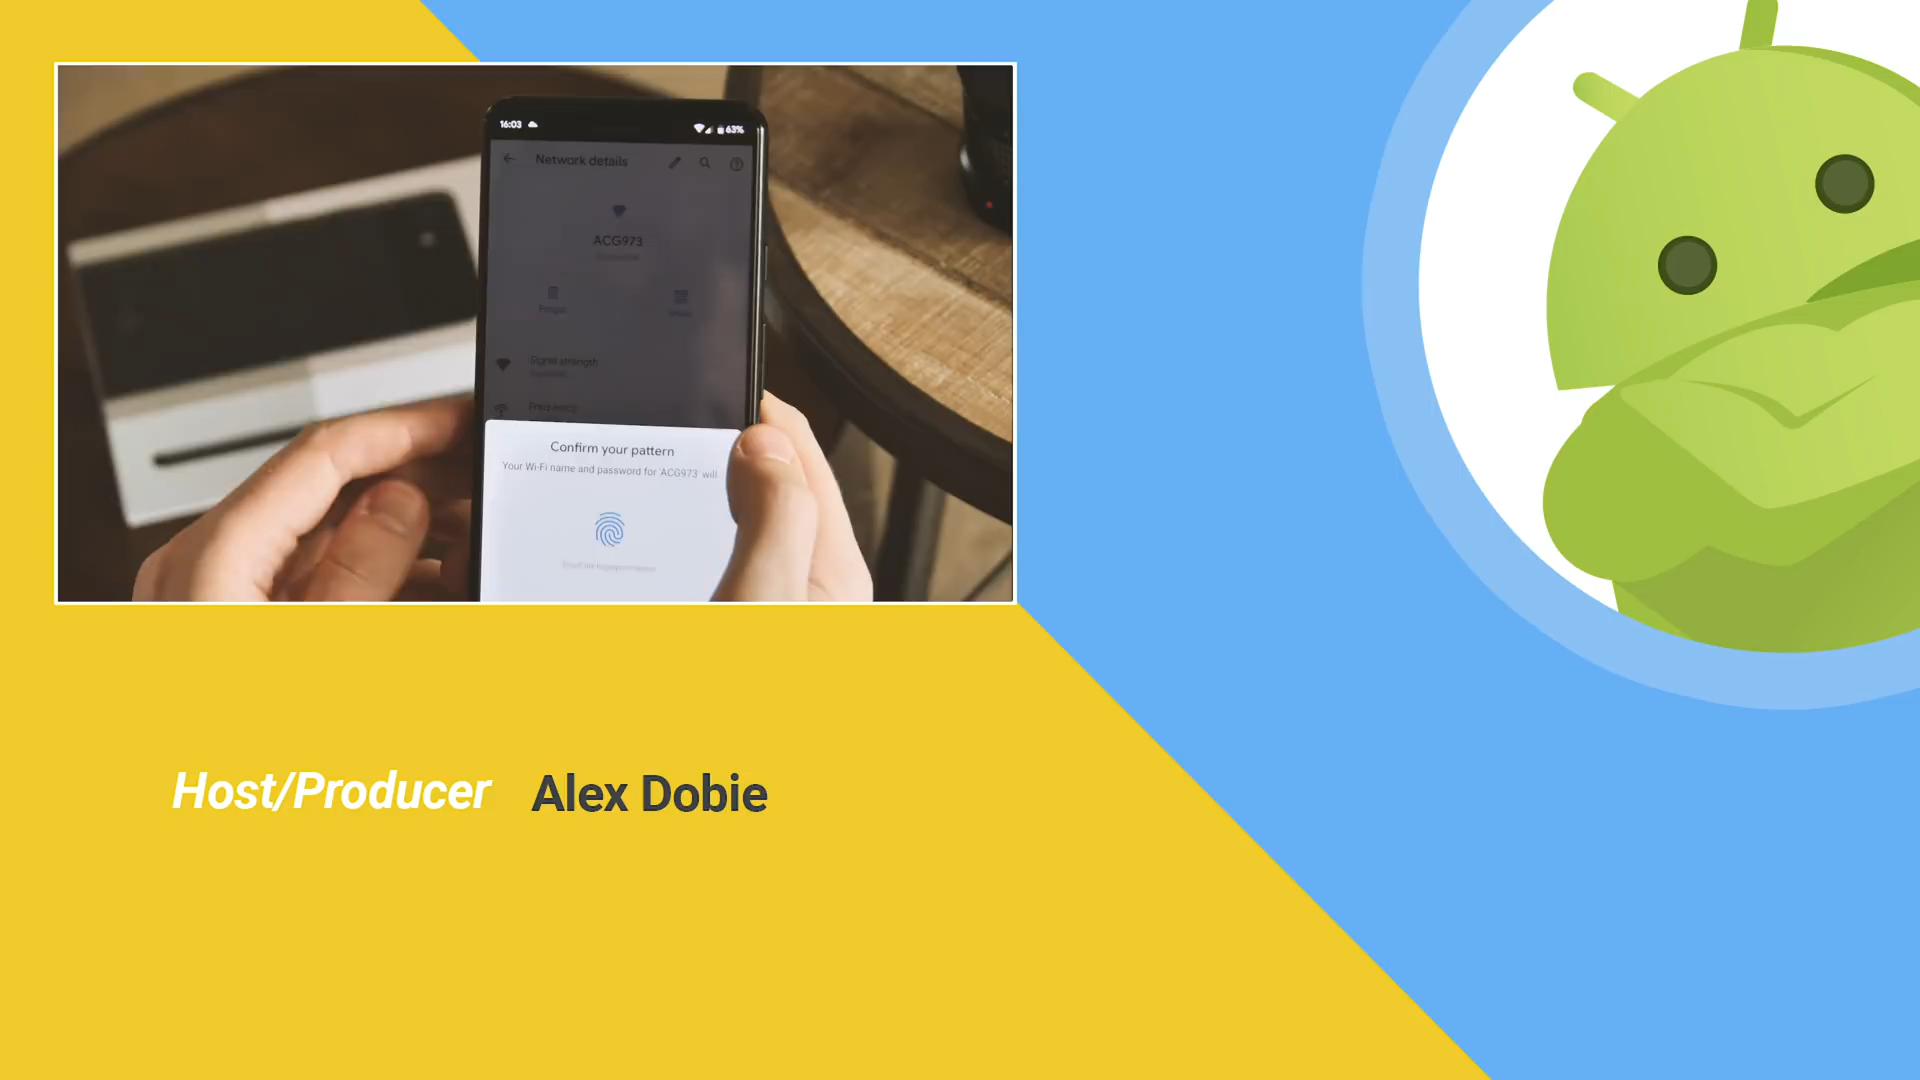 16:03 63%
Network details
ACG973
Signal strength
Frequency
Confirm your pattern
Your Wi-Fi name and password for 'ACG973' will
Host/Producer Alex Dobie